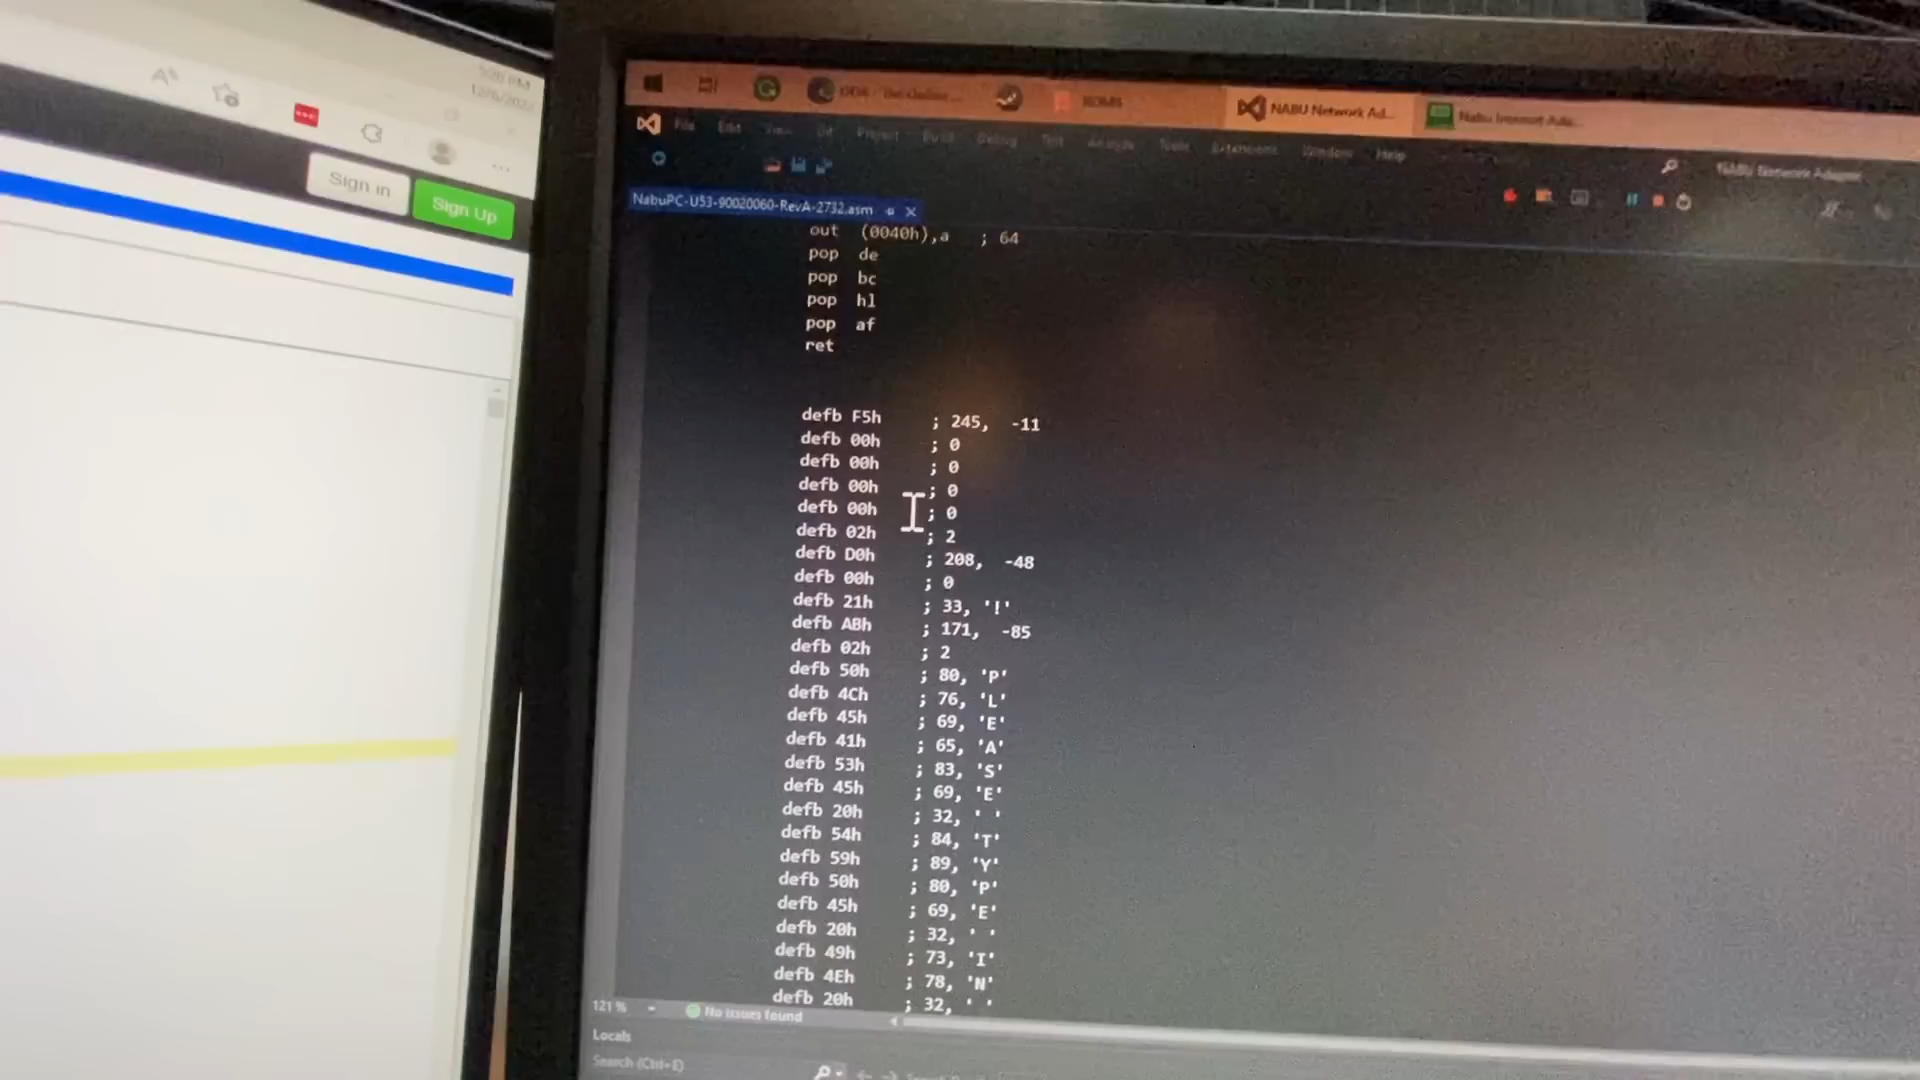 Sign in
Sign Up
NABU Network Ad...
Help
NabuPC-U53-90020060-RevA-2732.asm
out (0040h),a ; 64
pop de
pop bc
pop hl
pop af
ret
defb F5h ; 245, -11
defb 00h ; 0
defb 00h ; 0
defb 00h ; 0
defb 00h ; 0
defb 02h ; 2
defb D0h ; 208, -48
defb 00h ; 0
defb 21h ; 33, '!'
defb ABh ; 171, -85
defb 02h ; 2
defb 50h ; 80, 'P'
defb 4Ch ; 76, 'L'
defb 45h ; 69, 'E'
defb 41h ; 65, 'A'
defb 53h ; 83, 'S'
defb 45h ; 69, 'E'
defb 20h ; 32, ' '
defb 54h ; 84, 'T'
defb 59h ; 89, 'Y'
defb 50h ; 80, 'P'
defb 45h ; 69, 'E'
defb 20h ; 32, ' '
defb 49h ; 73, 'I'
defb 4Eh ; 78, 'N'
defb 20h ; 32, ' '
121 %
No issues found
Locals
Search (Ctrl+E)